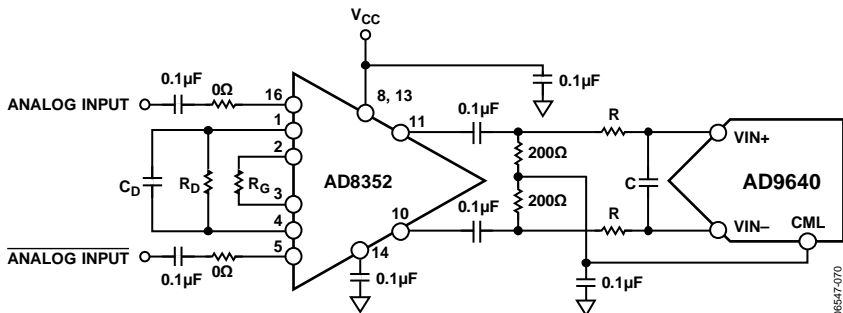 VCC
0.1µF
0Ω
ANALOG INPUT
16
8, 13
0.1µF
1
2
11
0.1µF
R
VIN+
CD
RD
RG
AD8352
200Ω
200Ω
C
AD9640
3
4
10
0.1µF
R
VIN–
CML
ANALOG INPUT
0.1µF
0Ω
5
14
0.1µF
0.1µF
06547-070